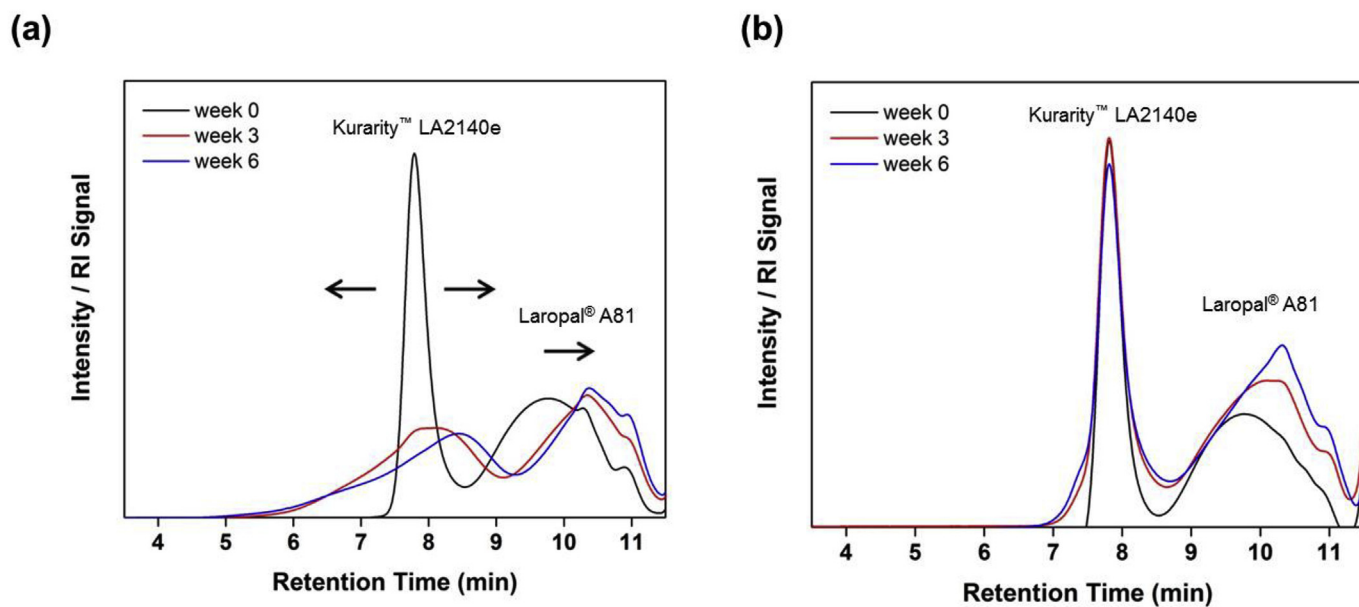 (a)
week 0
week 3
week 6
Kurarity™ LA2140e
Laropal® A81
Intensity / RI Signal
4 5 6 7 8 9 10 11
Retention Time (min)
(b)
week 0
week 3
week 6
Kurarity™ LA2140e
Laropal® A81
Intensity / RI Signal
4 5 6 7 8 9 10 11
Retention Time (min)